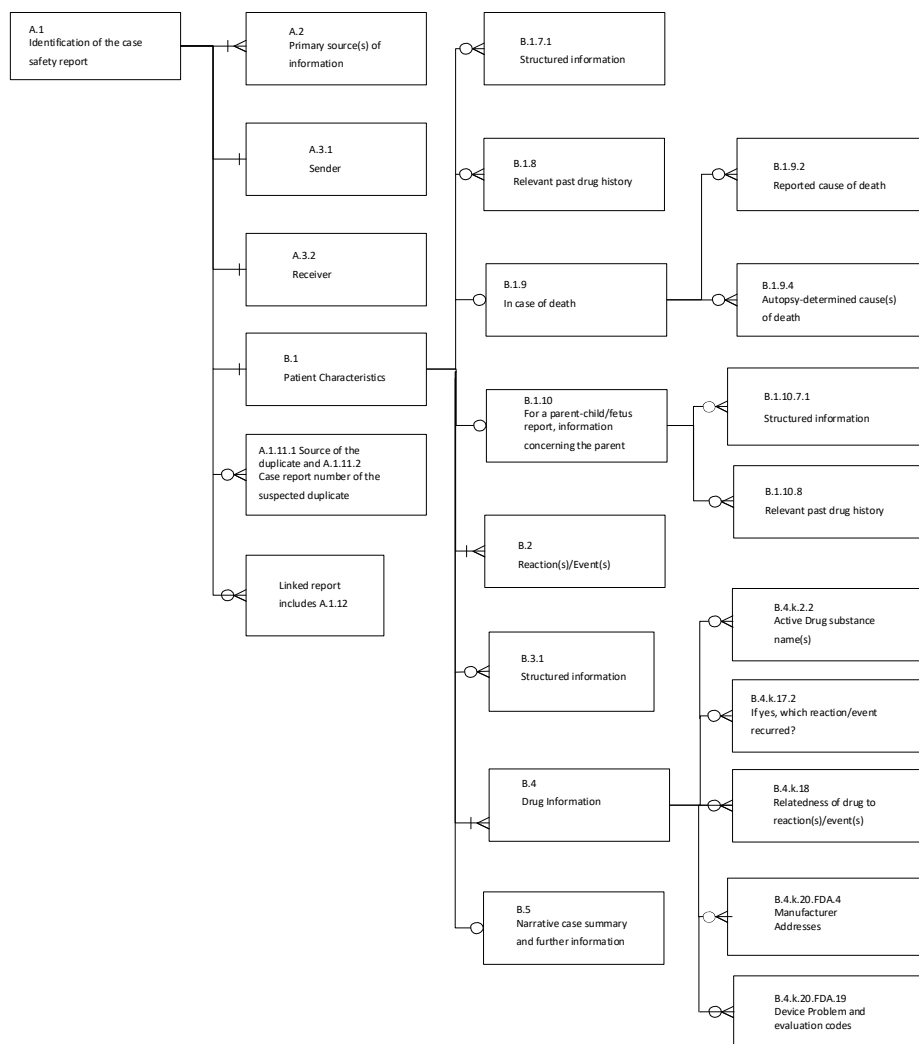 A.1
Identification of the case
safety report
A.2
Primary source(s) of
information
A.3.1
Sender
A.3.2
Receiver
B.1
Patient Characteristics
A.1.11.1 Source of the
duplicate and A.1.11.2
Case report number of the
suspected duplicate
Linked report
includes A.1.12
B.1.7.1
Structured information
B.1.8
Relevant past drug history
B.1.9
In case of death
B.1.10
For a parent-child/fetus
report, information
concerning the parent
B.2
Reaction(s)/Event(s)
B.3.1
Structured information
B.4
Drug Information
B.5
Narrative case summary
and further information
B.1.9.2
Reported cause of death
B.1.9.4
Autopsy-determined cause(s)
of death
B.1.10.7.1
Structured information
B.1.10.8
Relevant past drug history
B.4.k.2.2
Active Drug substance
name(s)
B.4.k.17.2
If yes, which reaction/event
recurred?
B.4.k.18
Relatedness of drug to
reaction(s)/event(s)
B.4.k.20.FDA.4
Manufacturer
Addresses
B.4.k.20.FDA.19
Device Problem and
evaluation codes